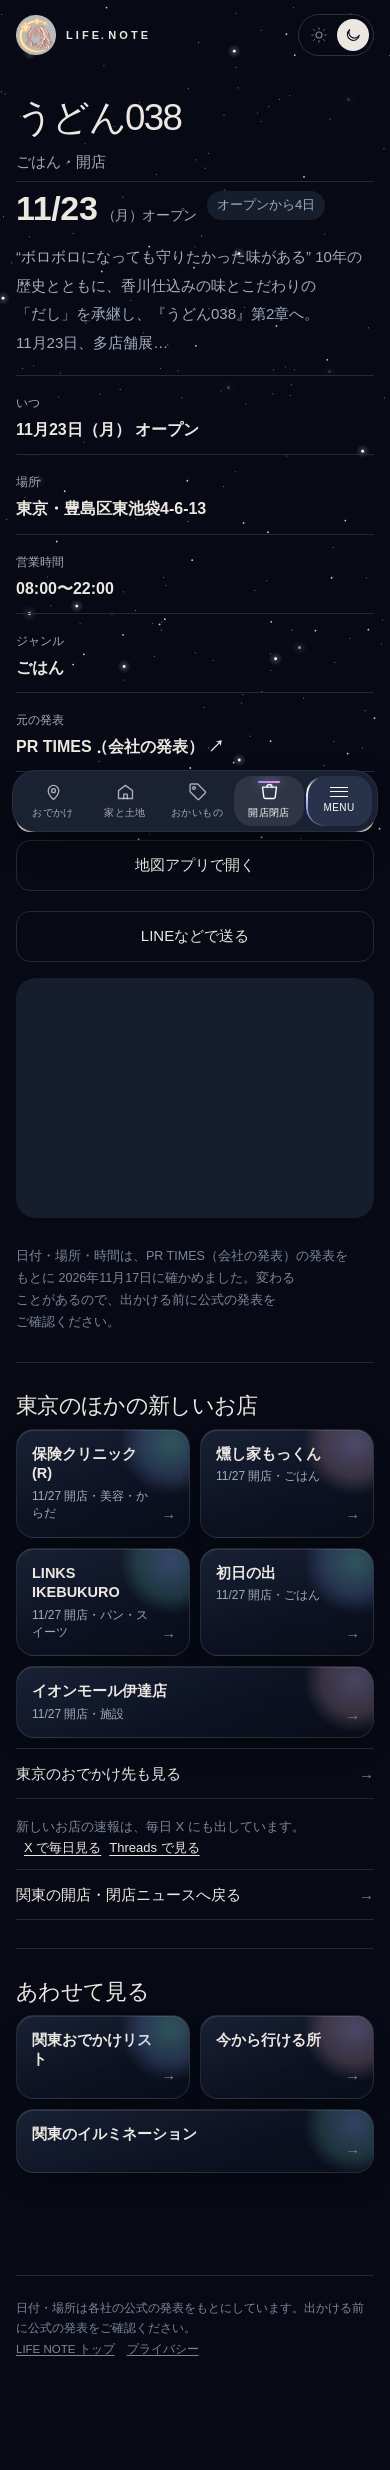 LIFE.NOTE
うどん038
ごはん・開店
11/23 （月）オープン オープンから4日
“ボロボロになっても守りたかった味がある” 10年の
歴史とともに、香川仕込みの味とこだわりの
「だし」を承継し、『うどん038』第2章へ。
11月23日、多店舗展…
いつ
11月23日（月） オープン
場所
東京・豊島区東池袋4-6-13
営業時間
08:00〜22:00
ジャンル
ごはん
元の発表
PR TIMES（会社の発表） ↗
おでかけ 家と土地 おかいもの 開店閉店 MENU
地図アプリで開く
LINEなどで送る
日付・場所・時間は、PR TIMES（会社の発表）の発表を
もとに 2026年11月17日に確かめました。変わる
ことがあるので、出かける前に公式の発表を
ご確認ください。
東京のほかの新しいお店
保険クリニック
(R)
11/27 開店・美容・か
らだ
→
燻し家もっくん
11/27 開店・ごはん
→
LINKS
IKEBUKURO
11/27 開店・パン・ス
イーツ
→
初日の出
11/27 開店・ごはん
→
イオンモール伊達店
11/27 開店・施設
→
東京のおでかけ先も見る →
新しいお店の速報は、毎日 X にも出しています。
X で毎日見る Threads で見る
関東の開店・閉店ニュースへ戻る →
あわせて見る
関東おでかけリス
ト
→
今から行ける所
→
関東のイルミネーション
→
日付・場所は各社の公式の発表をもとにしています。出かける前
に公式の発表をご確認ください。
LIFE NOTE トップ プライバシー